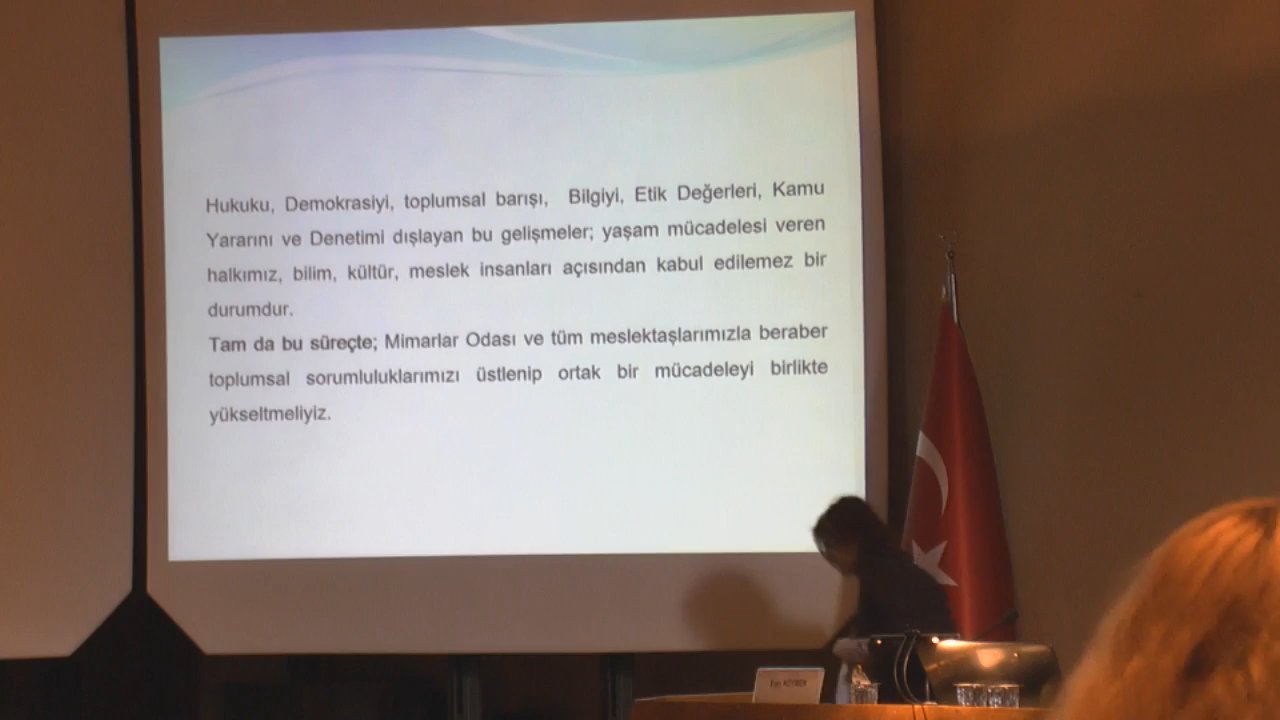 Hukuku, Demokrasiyi, toplumsal barışı, Bilgiyi, Etik Değerleri, Kamu
Yararını ve Denetimi dışlayan bu gelişmeler; yaşam mücadelesi veren
halkımız, bilim, kültür, meslek insanları açısından kabul edilemez bir
durumdur.
Tam da bu süreçte; Mimarlar Odası ve tüm meslektaşlarımızla beraber
toplumsal sorumluluklarımızı üstlenip ortak bir mücadeleyi birlikte
yükseltmeliyiz.